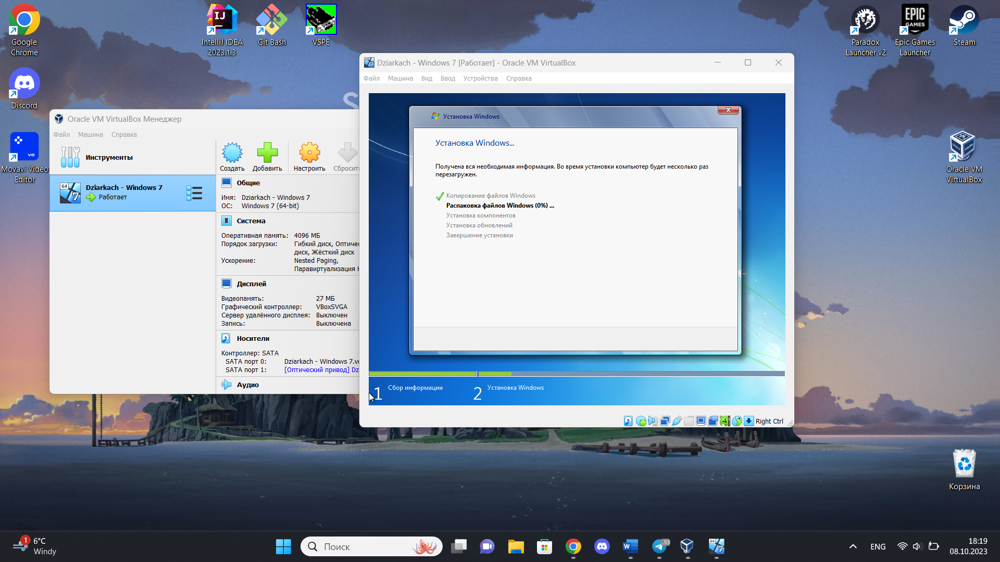 Google
Chrome
IntelliJ IDEA
2023.1.3
Git Bash
VSPE
Paradox
Launcher v2
EPIC
GAMES
Epic Games
Launcher
Steam
Discord
ve
Movavi Video
Editor
Oracle VM
VirtualBox
Корзина
S
Oracle VM VirtualBox Менеджер
Файл Машина Справка
Инструменты
64
7
Dziarkach - Windows 7
Работает
Создать
Добавить
Настроить
Сбросить
Общие
Имя: Dziarkach - Windows 7
ОС: Windows 7 (64-bit)
Система
Оперативная память: 4096 МБ
Порядок загрузки: Гибкий диск, Оптичес
диск, Жёсткий диск
Ускорение: Nested Paging,
Паравиртуализация H
Дисплей
Видеопамять: 27 МБ
Графический контроллер: VBoxSVGA
Сервер удалённого дисплея: Выключен
Запись: Выключена
Носители
Контроллер: SATA
SATA порт 0: Dziarkach - Windows 7.vd
SATA порт 1: [Оптический привод] Dz
Аудио
Dziarkach - Windows 7 [Работает] - Oracle VM VirtualBox
Файл Машина Вид Ввод Устройства Справка
Установка Windows
Установка Windows...
Получена вся необходимая информация. Во время установки компьютер будет несколько раз
перезагружен.
Копирование файлов Windows
Распаковка файлов Windows (0%) ...
Установка компонентов
Установка обновлений
Завершение установки
1 Сбор информации
2 Установка Windows
Right Ctrl
1
6°C
Windy
Поиск
93
64
7
ENG
18:19
08.10.2023